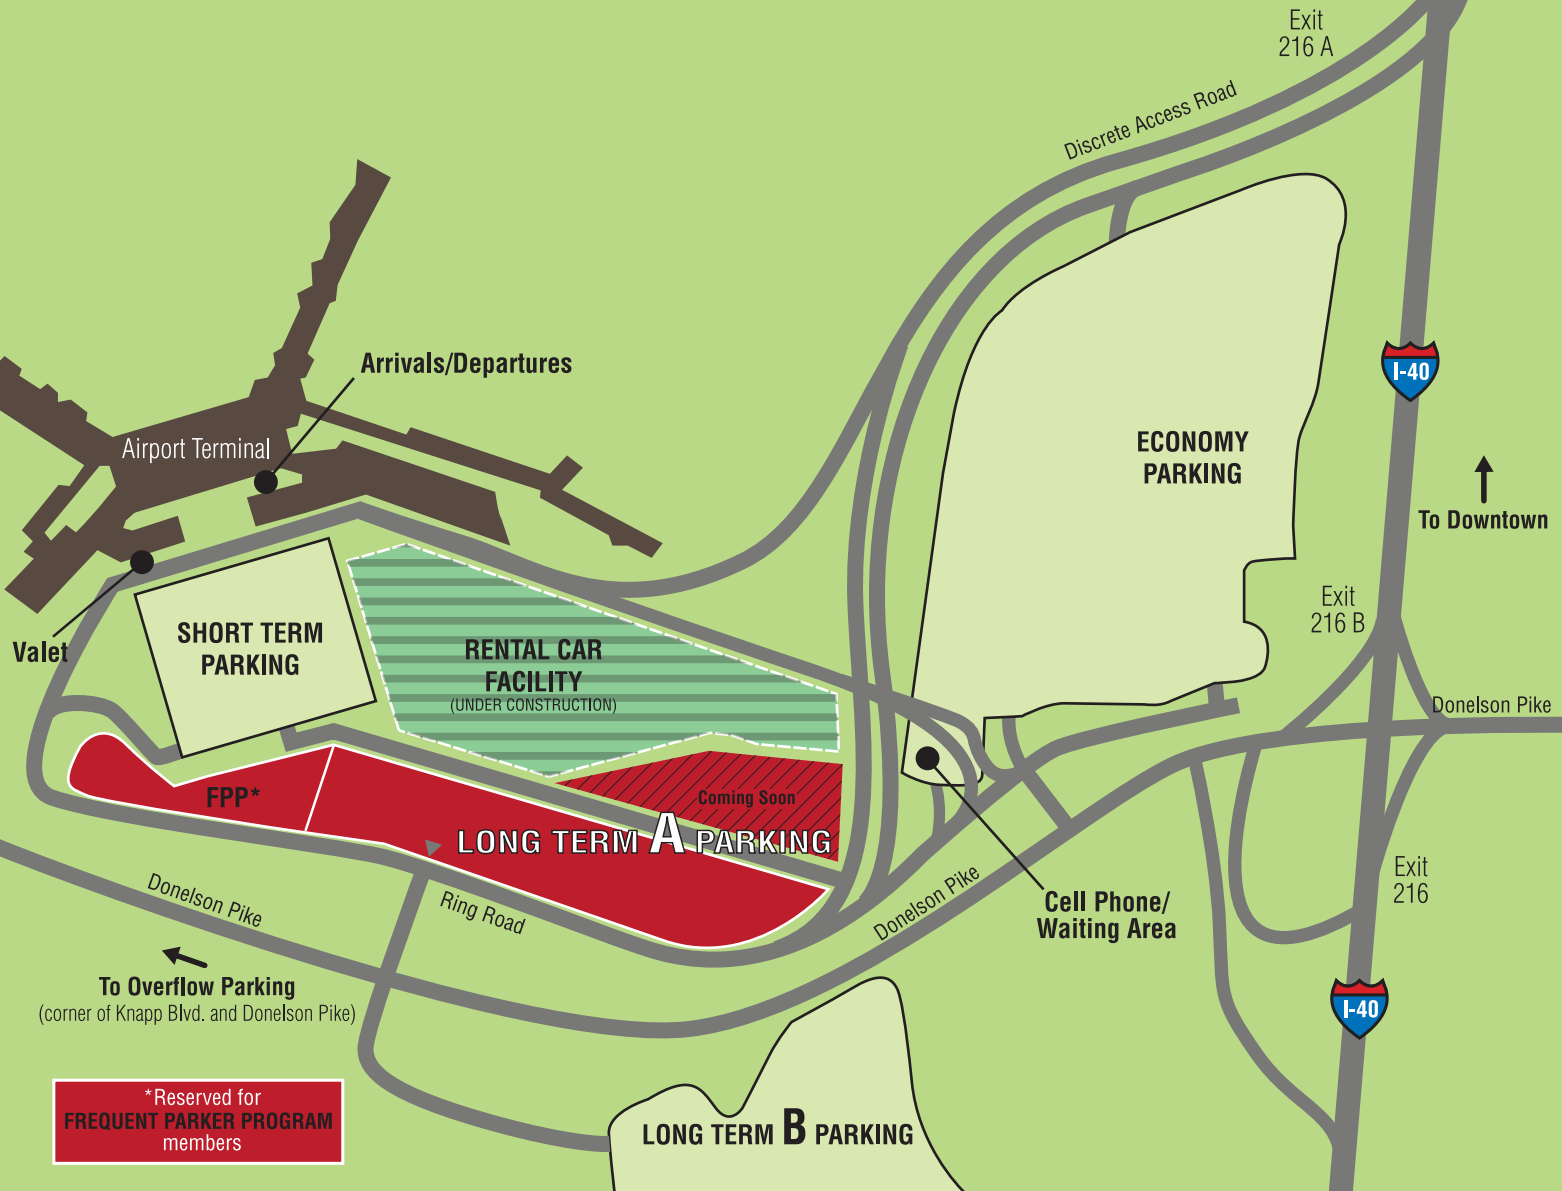 Exit
216 A
Discrete Access Road
Arrivals/Departures
I-40
Airport Terminal
ECONOMY
PARKING
To Downtown
Exit
216 B
Valet
SHORT TERM
PARKING
RENTAL CAR
FACILITY
(UNDER CONSTRUCTION)
Donelson Pike
FPP*
Coming Soon
LONG TERM A PARKING
Exit
216
Donelson Pike
Ring Road
Donelson Pike
Cell Phone/
Waiting Area
To Overflow Parking
(corner of Knapp Blvd. and Donelson Pike)
I-40
*Reserved for
FREQUENT PARKER PROGRAM
members
LONG TERM B PARKING